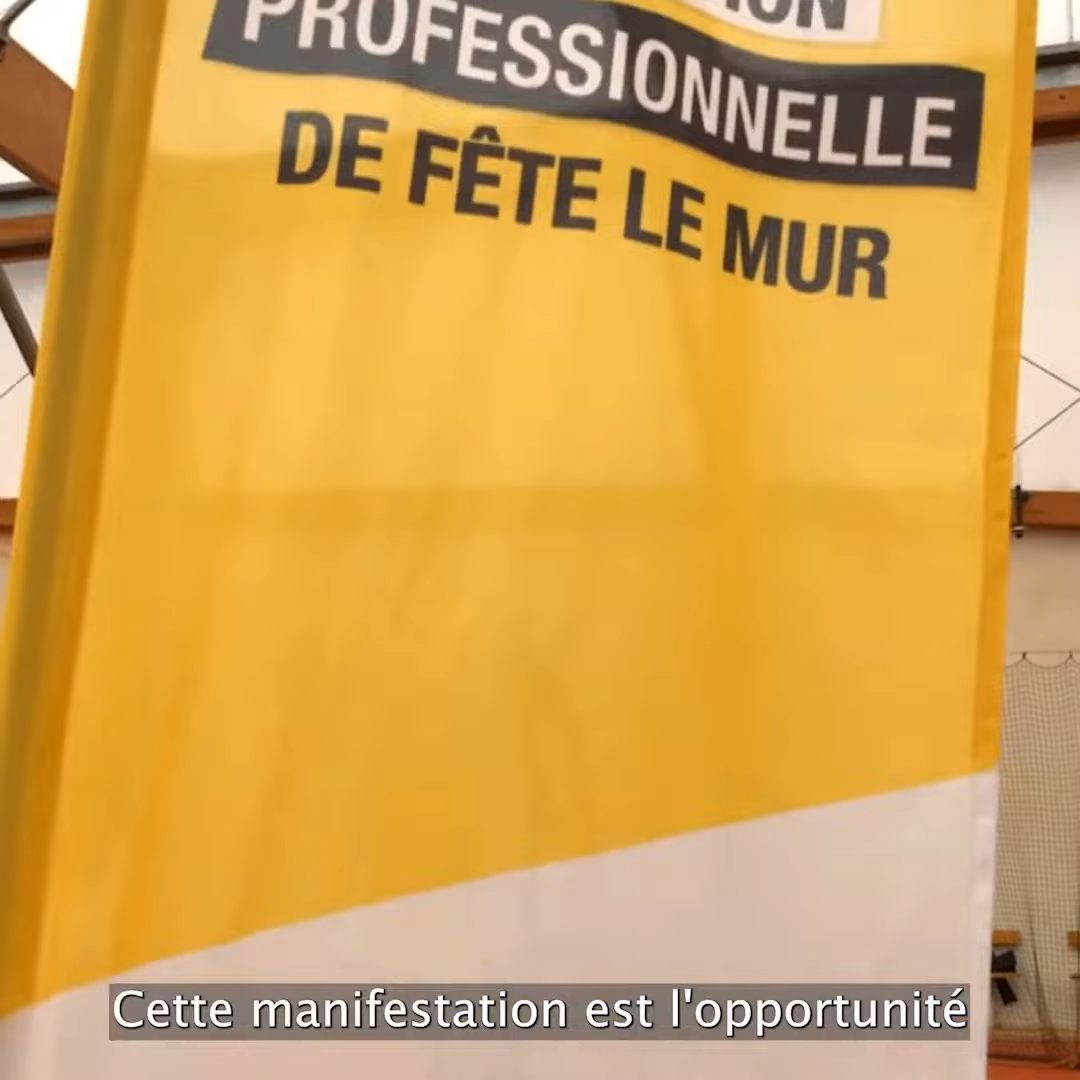 PROFESSIONNELLE
DE FÊTE LE MUR
Cette manifestation est l'opportunité